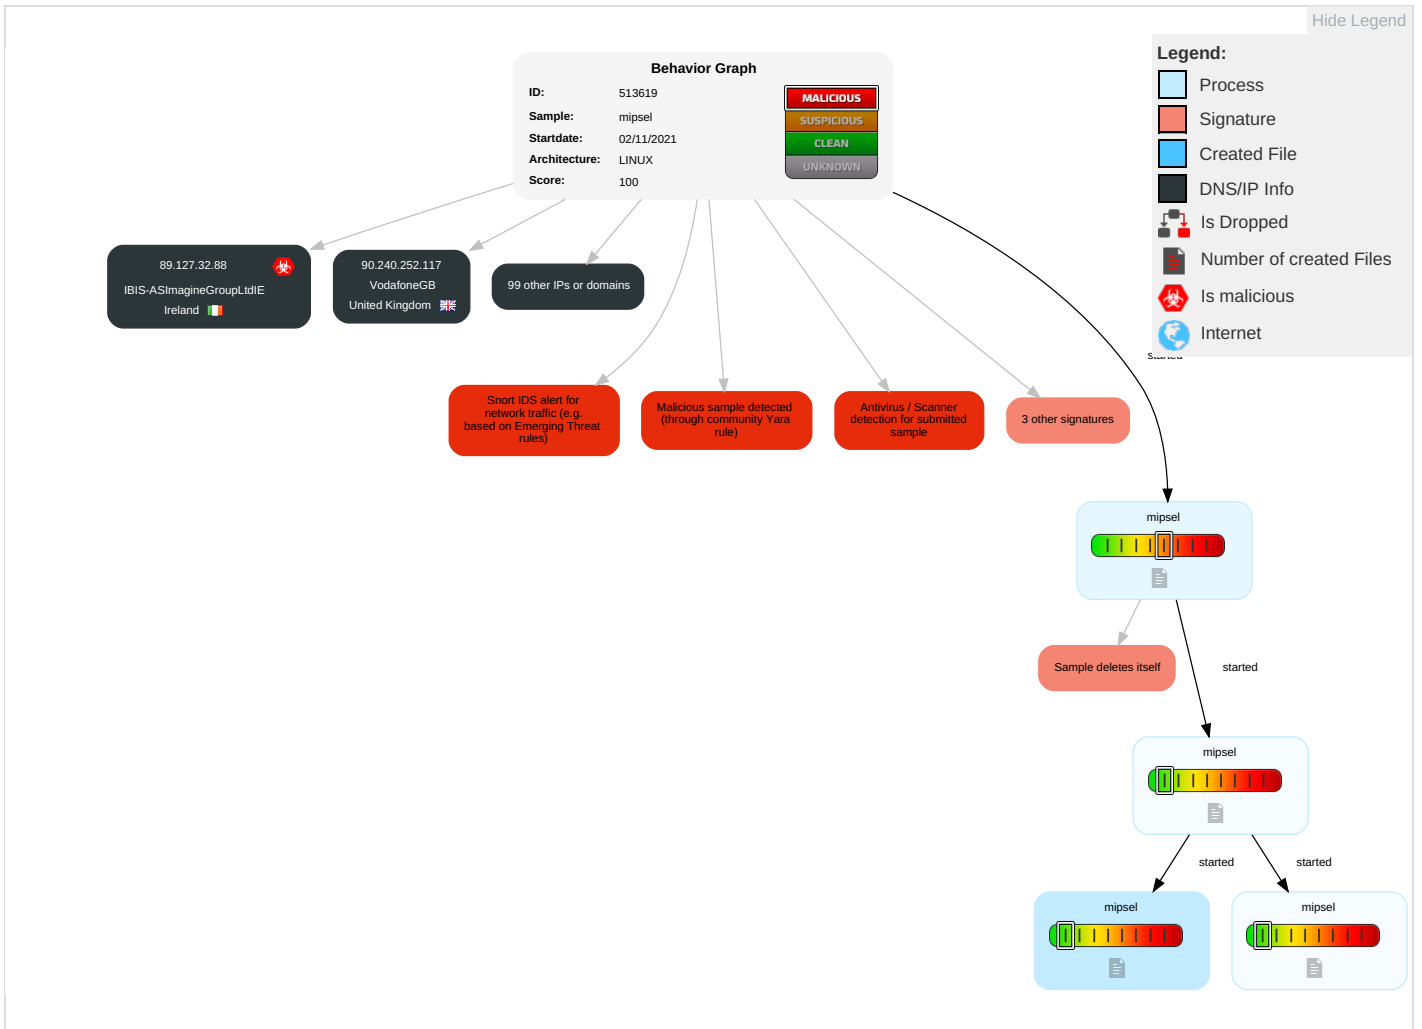 Hide Legend
Legend:
Process
Signature
Created File
DNS/IP Info
Is Dropped
Number of created Files
Is malicious
Internet
Behavior Graph
ID: 513619
Sample: mipsel
Startdate: 02/11/2021
Architecture: LINUX
Score: 100
MALICIOUS
SUSPICIOUS
CLEAN
UNKNOWN
89.127.32.88
IBIS-ASImagineGroupLtdIE
Ireland
90.240.252.117
VodafoneGB
United Kingdom
99 other IPs or domains
started
Snort IDS alert for
network traffic (e.g.
based on Emerging Threat
rules)
Malicious sample detected
(through community Yara
rule)
Antivirus / Scanner
detection for submitted
sample
3 other signatures
mipsel
Sample deletes itself
started
mipsel
started
started
mipsel
mipsel